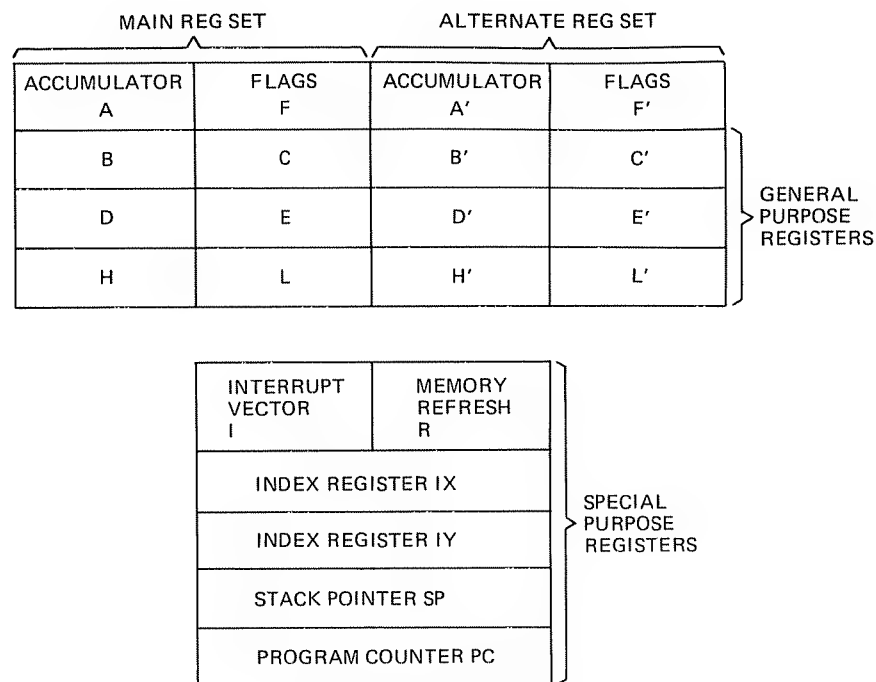 MAIN REG SET
ALTERNATE REG SET
ACCUMULATOR
A
FLAGS
F
ACCUMULATOR
A′
FLAGS
F′
B
C
B′
C′
D
E
D′
E′
H
L
H′
L′
GENERAL
PURPOSE
REGISTERS
INTERRUPT
VECTOR
I
MEMORY
REFRESH
R
INDEX REGISTER IX
INDEX REGISTER IY
STACK POINTER SP
PROGRAM COUNTER PC
SPECIAL
PURPOSE
REGISTERS